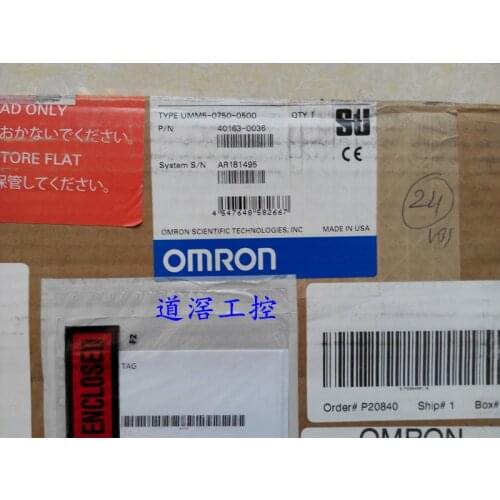 AD ONLY
おかないでください。
TORE FLAT
保管してください。
TYPE UMM5-0750-0500 QTY 1
P/N 40163-0036
STI
System S/N AR181495
CE
4 547648 582667
OMRON SCIENTIFIC TECHNOLOGIES, INC MADE IN USA
OMRON
24
道滘工控
ENCLOSED
P2
TAG
Order# P20840 Ship# 1 Box#
OMRON